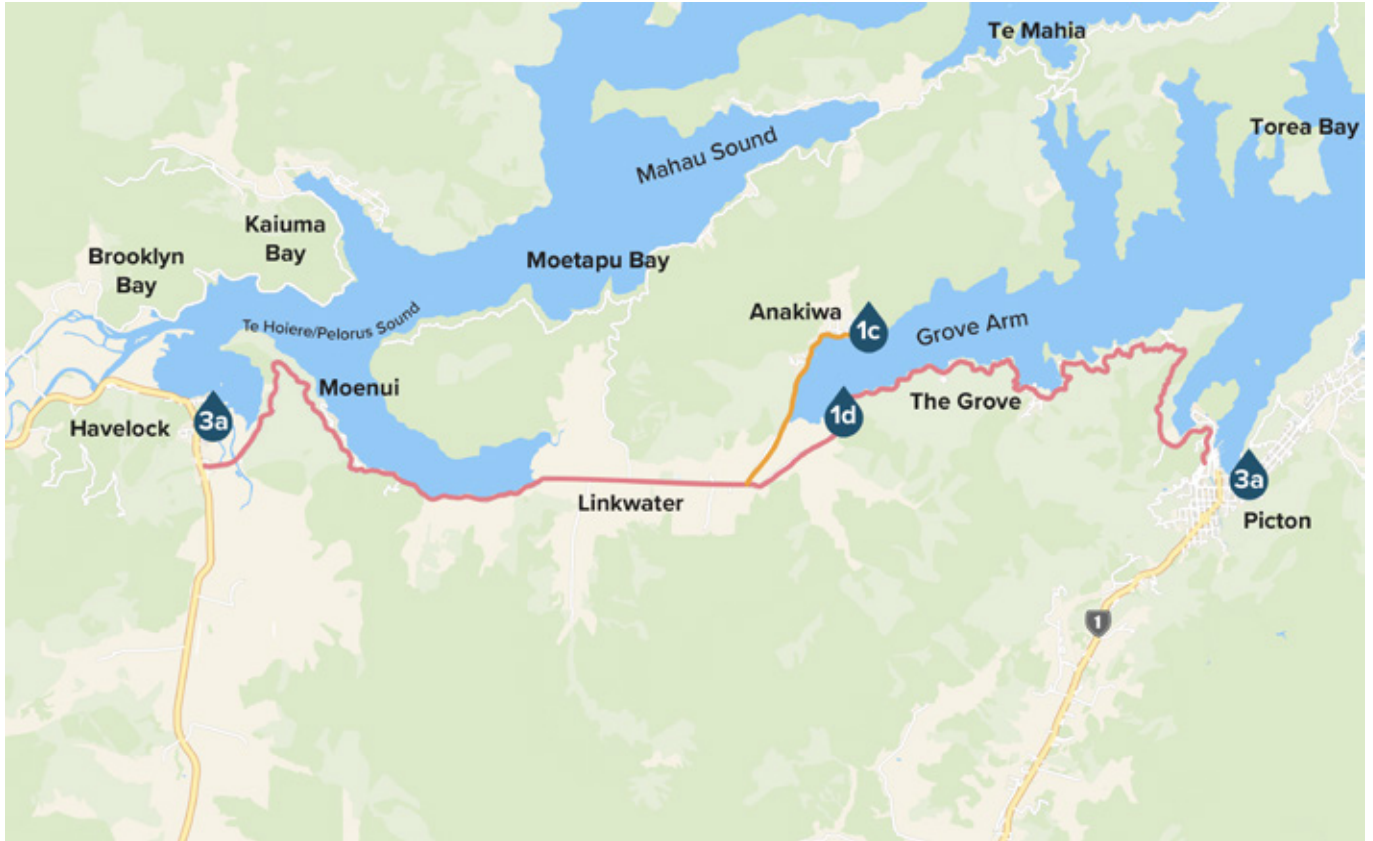 Te Mahia
Torea Bay
Mahau Sound
Kaiuma
Bay
Brooklyn
Bay
Moetapu Bay
Te Hoiere/Pelorus Sound
Anakiwa
1c
Grove Arm
Moenui
The Grove
1d
3a
Havelock
Linkwater
3a
Picton
1